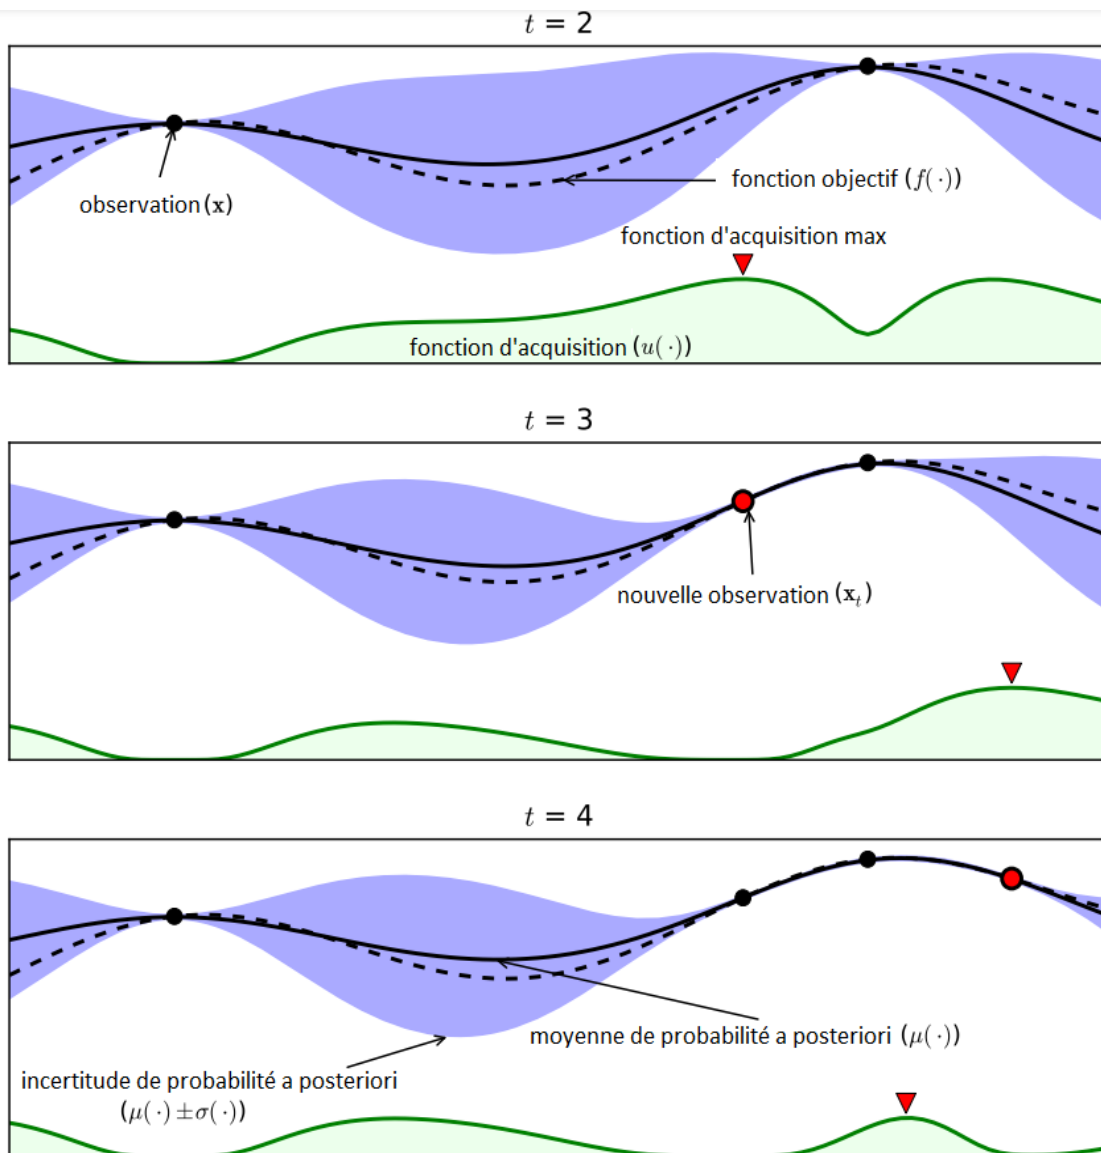 t = 2
observation (x)
fonction objectif (f(·))
fonction d'acquisition max
fonction d'acquisition (u(·))
t = 3
nouvelle observation (xₜ)
t = 4
moyenne de probabilité a posteriori (μ(·))
incertitude de probabilité a posteriori
(μ(·) ±σ(·))